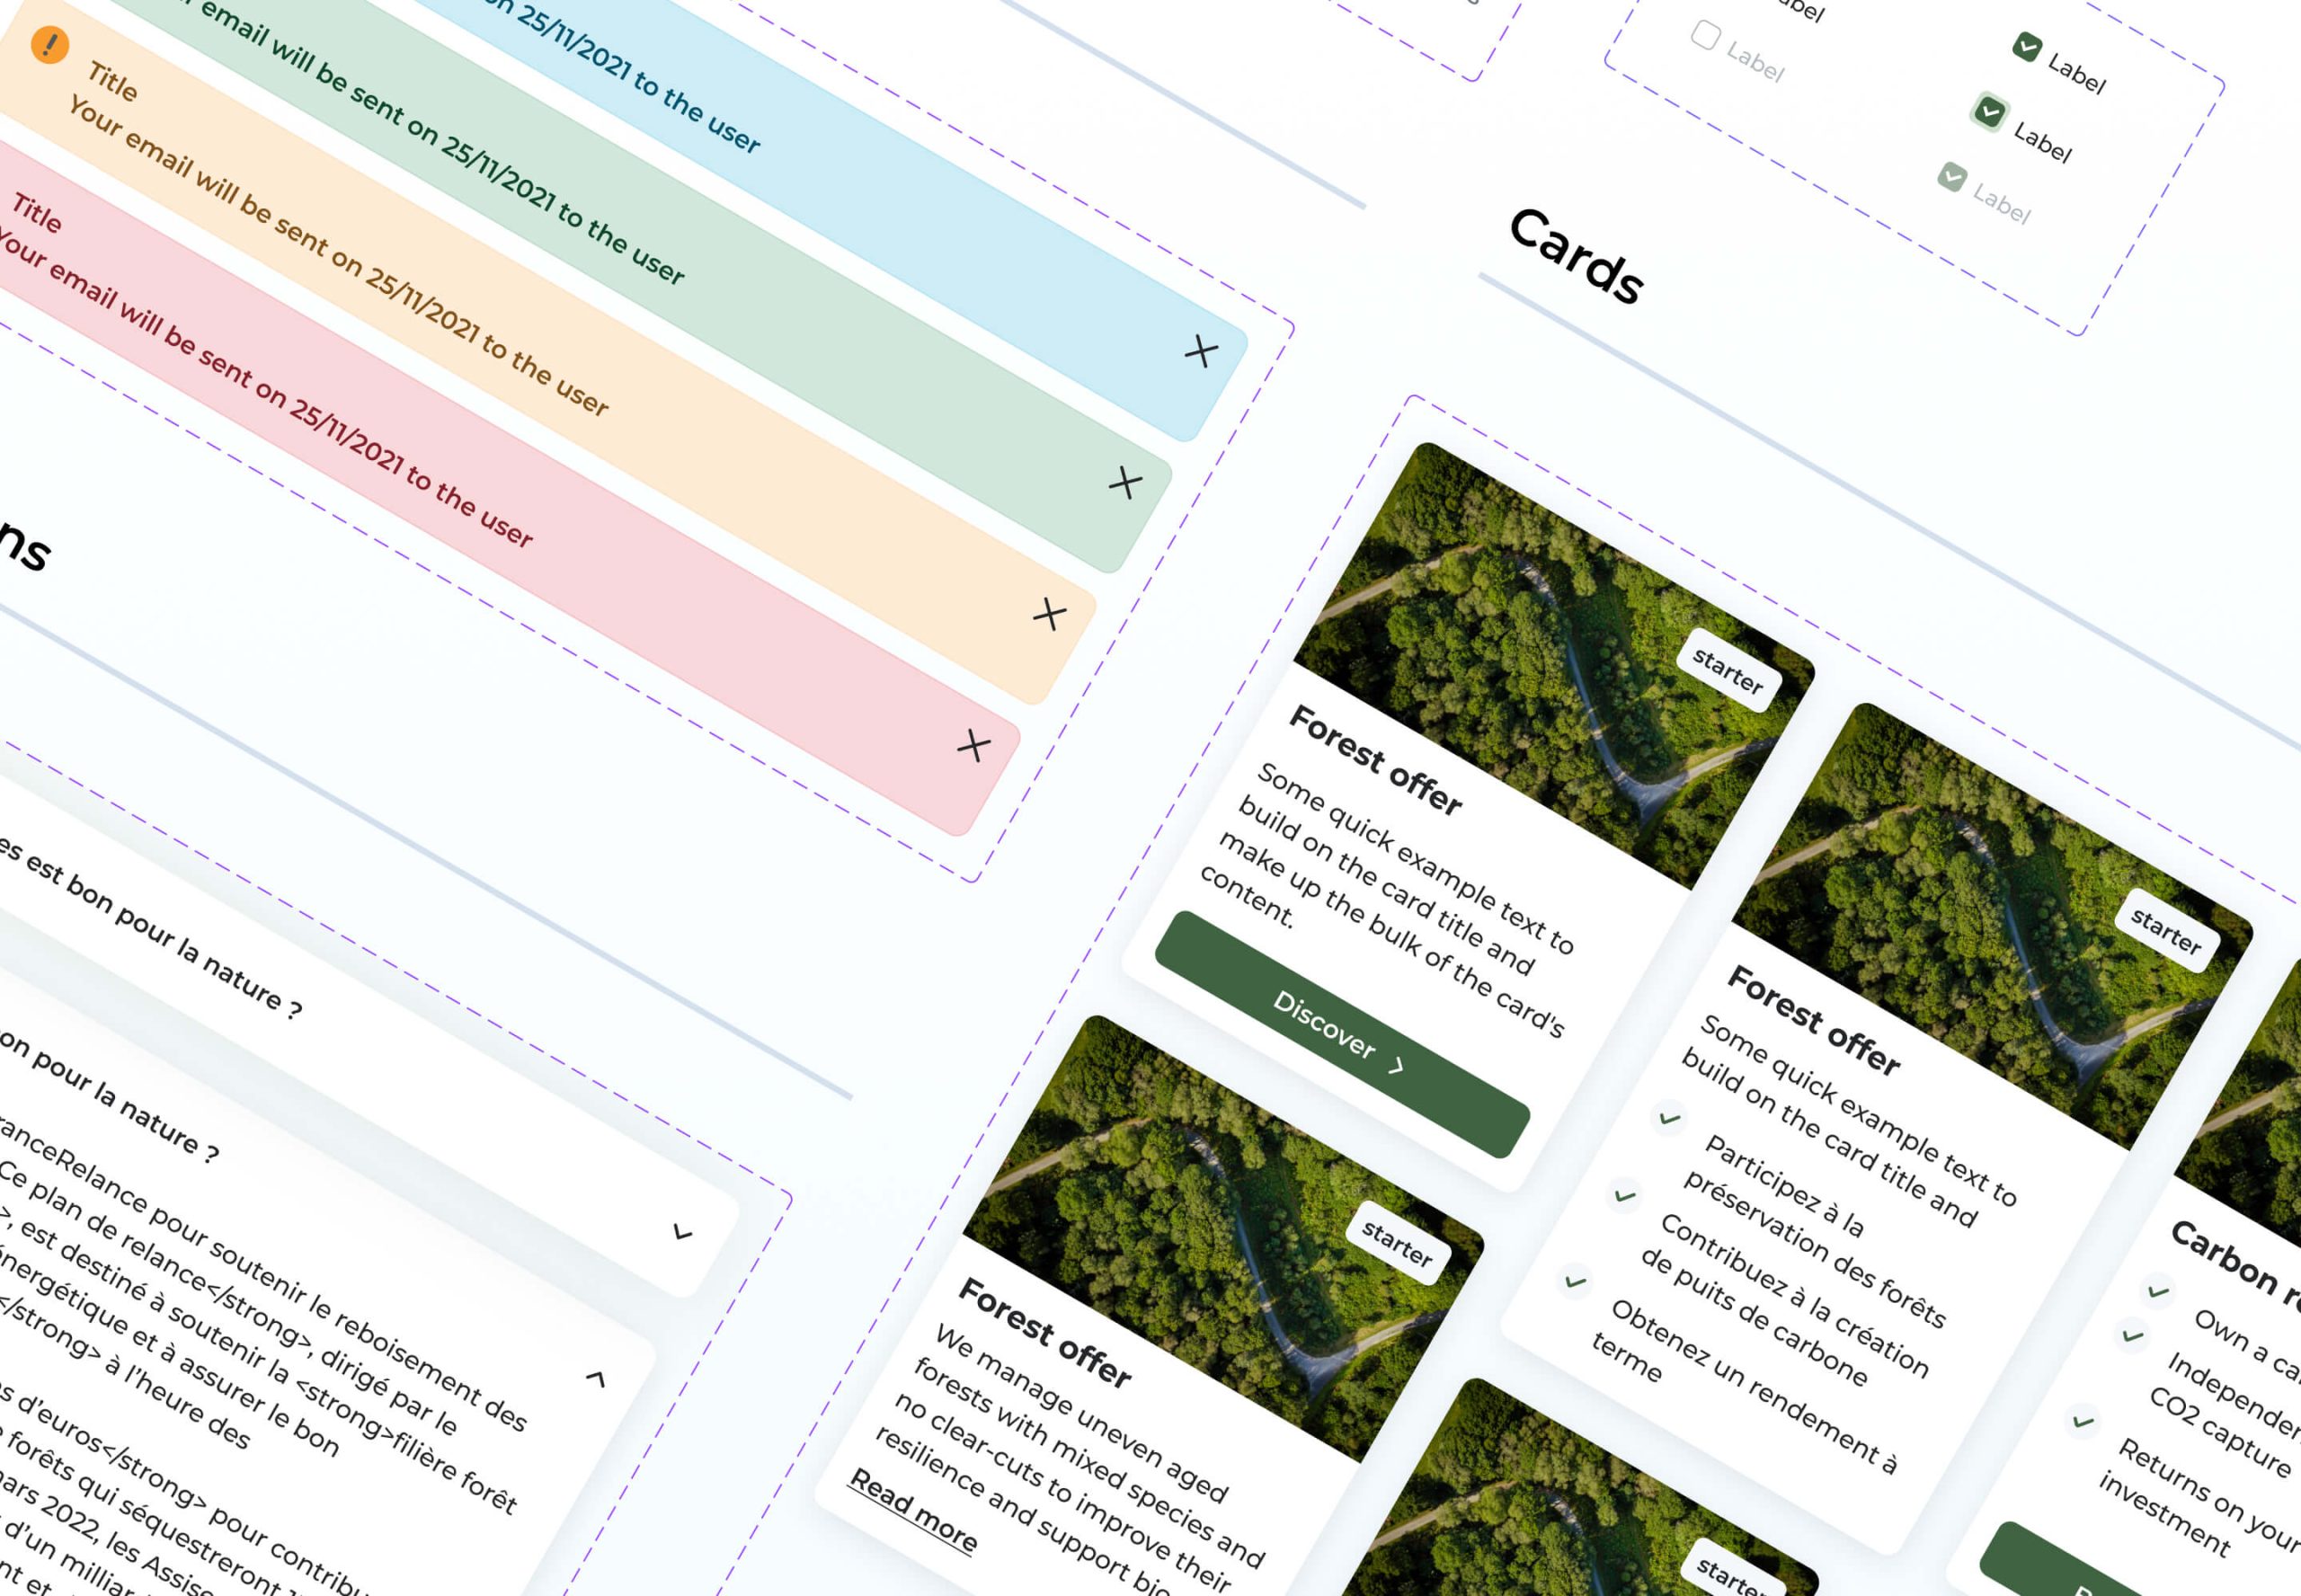 on 25/11/2021 to the user
email will be sent on 25/11/2021 to the user
Title
Your email will be sent on 25/11/2021 to the user
Title
Your email will be sent on 25/11/2021 to the user
Label
Label
Label
Label
Cards
starter
Forest offer
Some quick example text to
build on the card title and
make up the bulk of the card's
content.
Discover
starter
Forest offer
Some quick example text to
build on the card title and
Participez à la
préservation des forêts
Contribuez à la création
de puits de carbone
Obtenez un rendement à
terme
starter
Forest offer
We manage uneven aged
forests with mixed species and
no clear-cuts to improve their
resilience and support
Read more
Carbon
Own a
CO2 capture
Returns on your
investment
starter
est bon pour la nature ?
pour la nature ?
pour soutenir le reboisement des
Ce plan de relance</strong>, dirigé par le
est destiné à soutenir la <strong>filière forêt
et à assurer le bon
</strong> à l'heure des
d'euros</strong> pour
forêts qui séquestreront
mars 2022, les
d'un
et